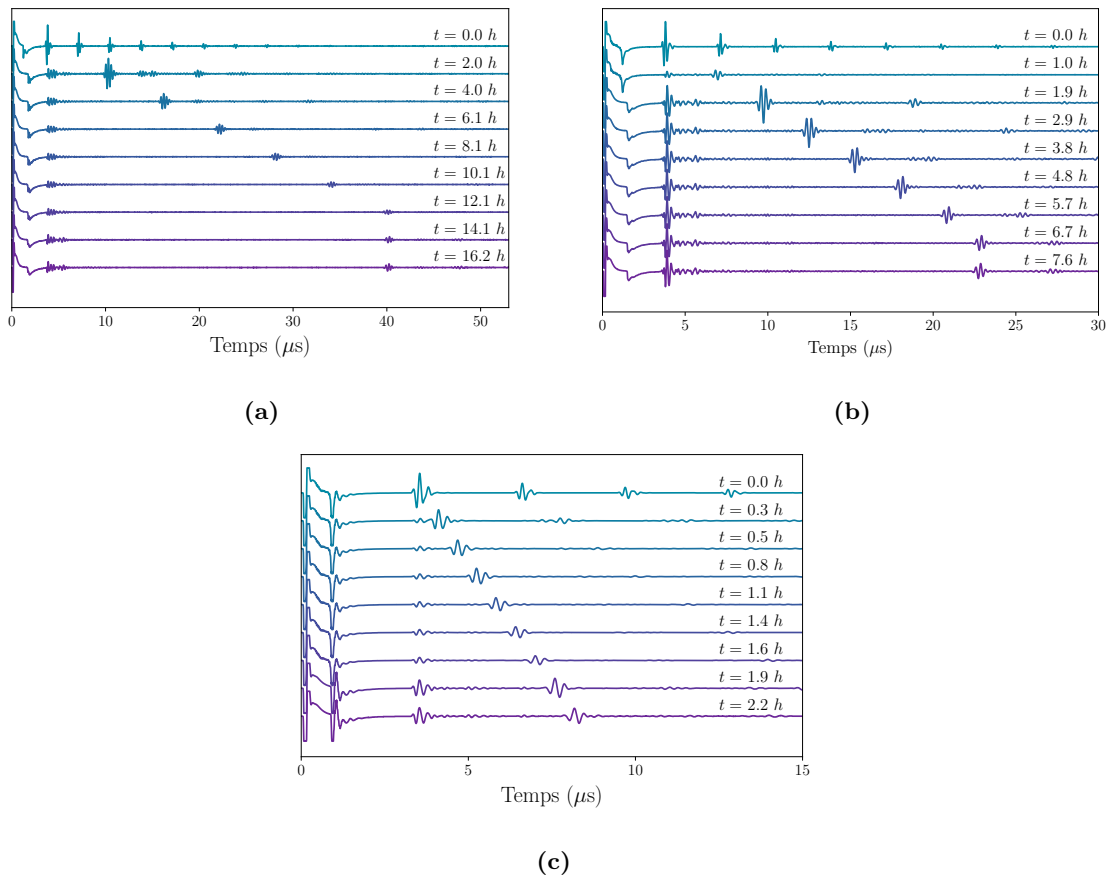 t = 0.0 h
t = 2.0 h
t = 4.0 h
t = 6.1 h
t = 8.1 h
t = 10.1 h
t = 12.1 h
t = 14.1 h
t = 16.2 h
0 10 20 30 40 50
Temps (μs)
(a)
t = 0.0 h
t = 1.0 h
t = 1.9 h
t = 2.9 h
t = 3.8 h
t = 4.8 h
t = 5.7 h
t = 6.7 h
t = 7.6 h
0 5 10 15 20 25 30
Temps (μs)
(b)
t = 0.0 h
t = 0.3 h
t = 0.5 h
t = 0.8 h
t = 1.1 h
t = 1.4 h
t = 1.6 h
t = 1.9 h
t = 2.2 h
0 5 10 15
Temps (μs)
(c)